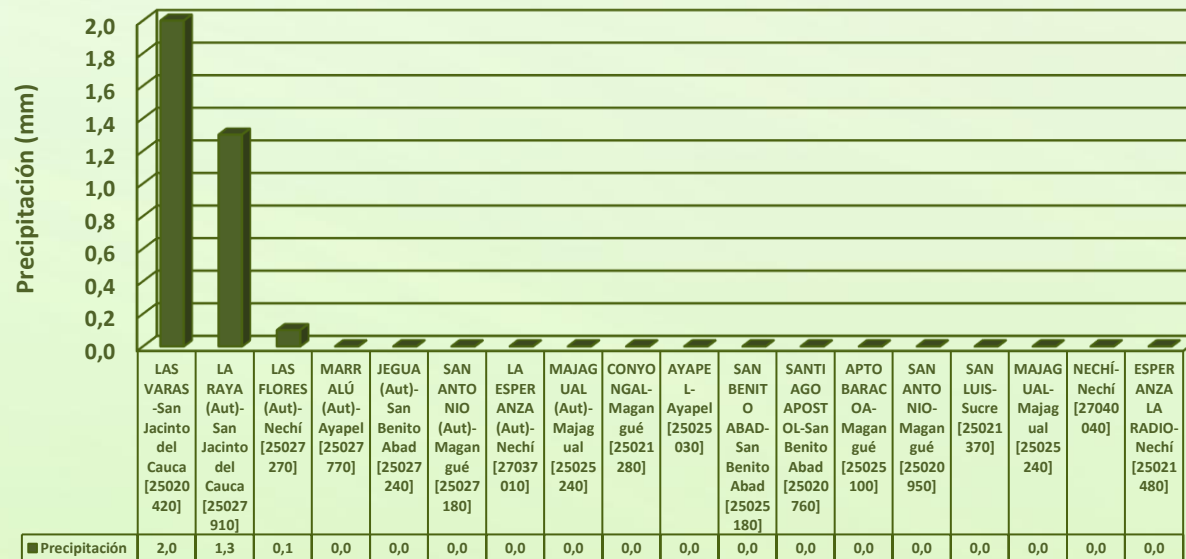 Precipitación (mm)
2,0
1,8
1,6
1,4
1,2
1,0
0,8
0,6
0,4
0,2
0,0
LAS
VARAS
-San
Jacinto
del
Cauca
[25020
420]
LA
RAYA
(Aut)-
San
Jacinto
del
Cauca
[25027
910]
LAS
FLORES
(Aut)-
Nechí
[25027
270]
MARR
ALÚ
(Aut)-
Ayapel
[25027
770]
JEGUA
(Aut)-
San
Benito
Abad
[25027
240]
SAN
ANTO
NIO
(Aut)-
Magan
gué
[25027
180]
LA
ESPER
ANZA
(Aut)-
Nechí
[27037
010]
MAJAG
UAL
(Aut)-
Majag
ual
[25025
240]
CONYO
NGAL-
Magan
gué
[25021
280]
AYAPE
L-
Ayapel
[25025
030]
SAN
BENIT
O
ABAD-
San
Benito
Abad
[25025
180]
SANTI
AGO
APOST
OL-San
Benito
Abad
[25020
760]
APTO
BARAC
OA-
Magan
gué
[25025
100]
SAN
ANTO
NIO-
Magan
gué
[25020
950]
SAN
LUIS-
Sucre
[25021
370]
MAJAG
UAL-
Majag
ual
[25025
240]
NECHÍ-
Nechí
[27040
040]
ESPER
ANZA
LA
RADIO-
Nechí
[25021
480]
Precipitación 2,0 1,3 0,1 0,0 0,0 0,0 0,0 0,0 0,0 0,0 0,0 0,0 0,0 0,0 0,0 0,0 0,0 0,0